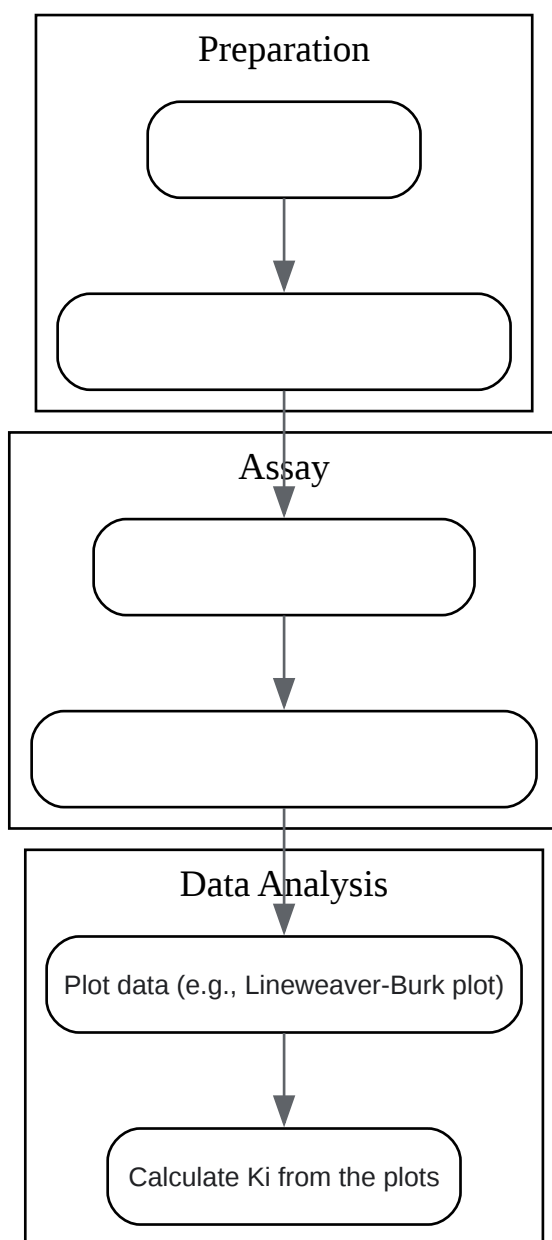 Preparation
Assay
Data Analysis
Plot data (e.g., Lineweaver-Burk plot)
Calculate Ki from the plots